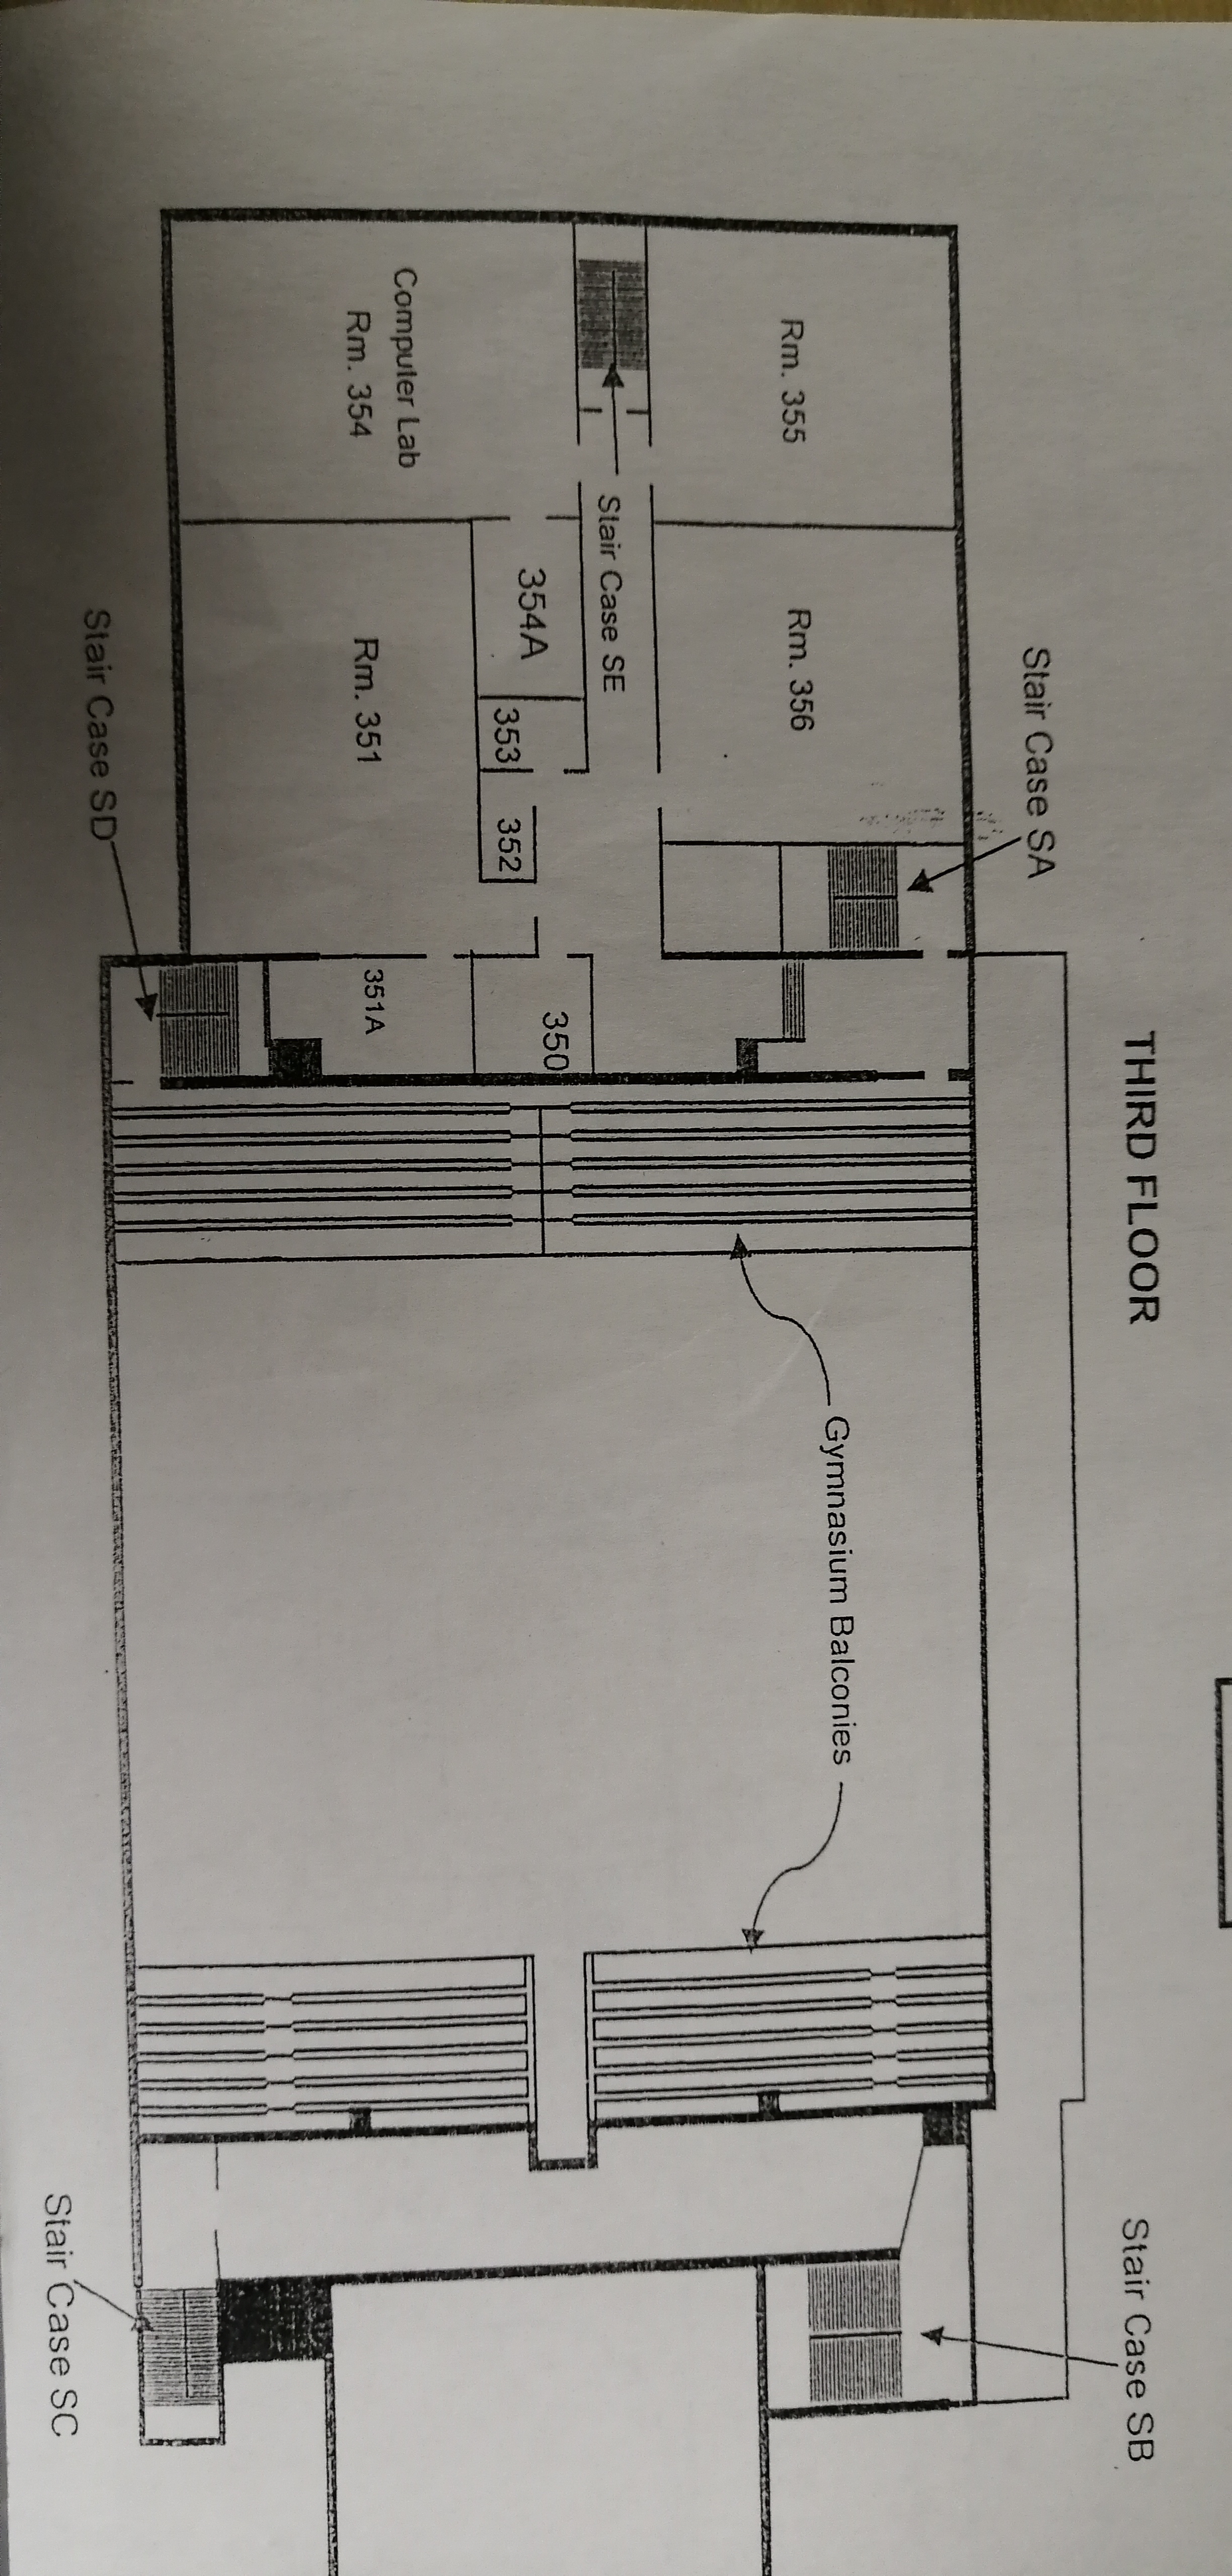 THIRD FLOOR
Stair Case SA
Stair Case SB
Rm. 355
Rm. 356
Gymnasium Balconies
Stair Case SE
354A
353
352
350
Computer Lab
Rm. 354
Rm. 351
351A
Stair Case SD
Stair Case SC